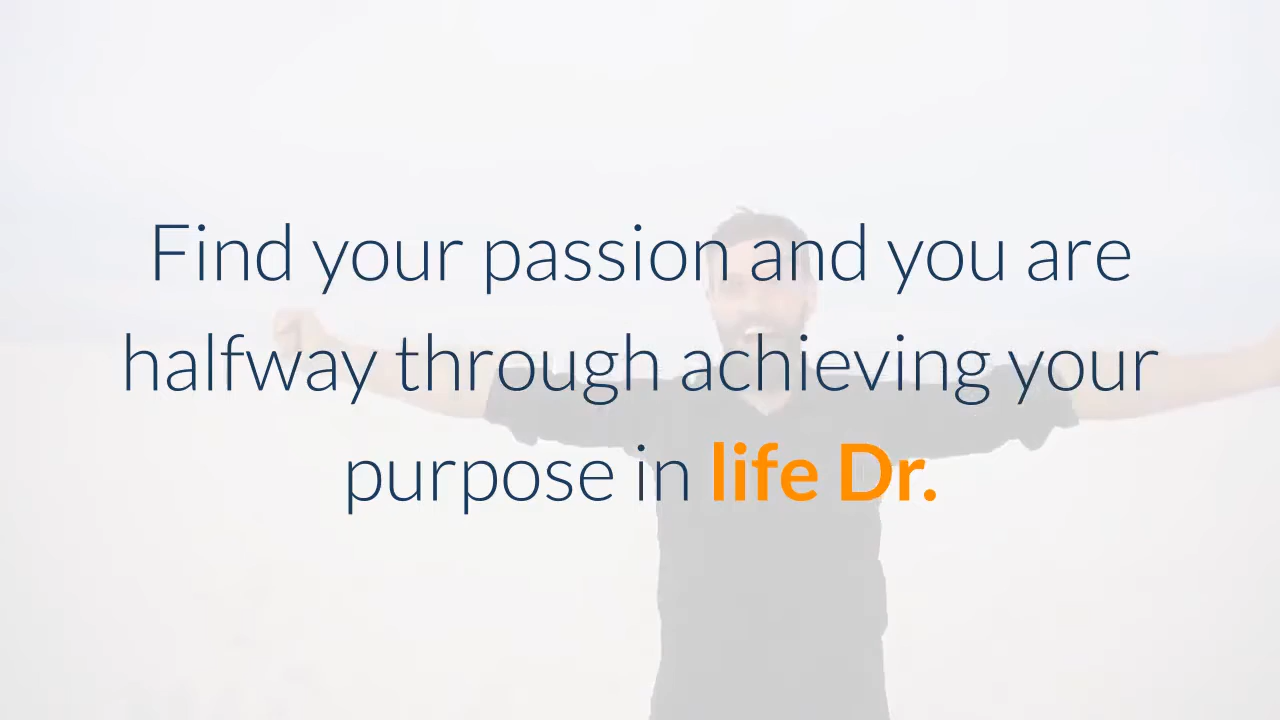 Find your passion and you are
halfway through achieving your
purpose in life Dr.